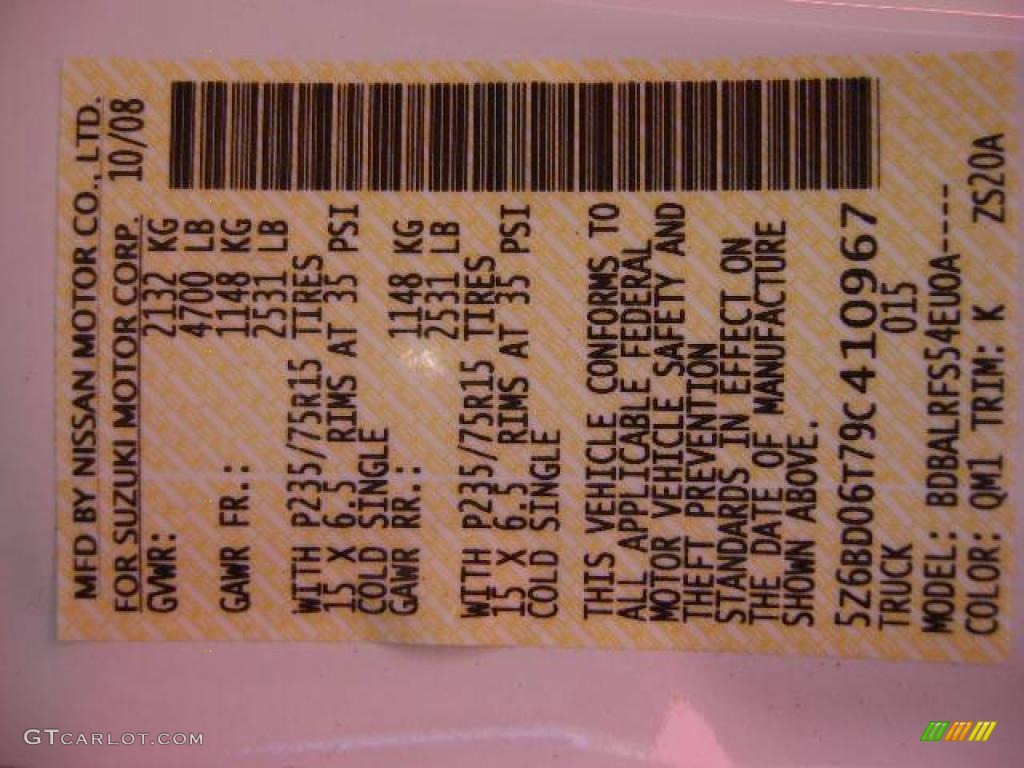 MFD BY NISSAN MOTOR CO., LTD.
FOR SUZUKI MOTOR CORP. 10/08
GVWR: 2132 KG
4700 LB
GAWR FR.: 1148 KG
2531 LB
WITH P235/75R15 TIRES
15 X 6.5 RIMS AT 35 PSI
COLD SINGLE
GAWR RR.: 1148 KG
2531 LB
WITH P235/75R15 TIRES
15 X 6.5 RIMS AT 35 PSI
COLD SINGLE
THIS VEHICLE CONFORMS TO
ALL APPLICABLE FEDERAL
MOTOR VEHICLE SAFETY AND
THEFT PREVENTION
STANDARDS IN EFFECT ON
THE DATE OF MANUFACTURE
SHOWN ABOVE.
5Z6BD06T79C410967
TRUCK 015
MODEL: BDBALRFS54EU0A----
COLOR: QM1 TRIM: K ZS20A
GTCARLOT.COM